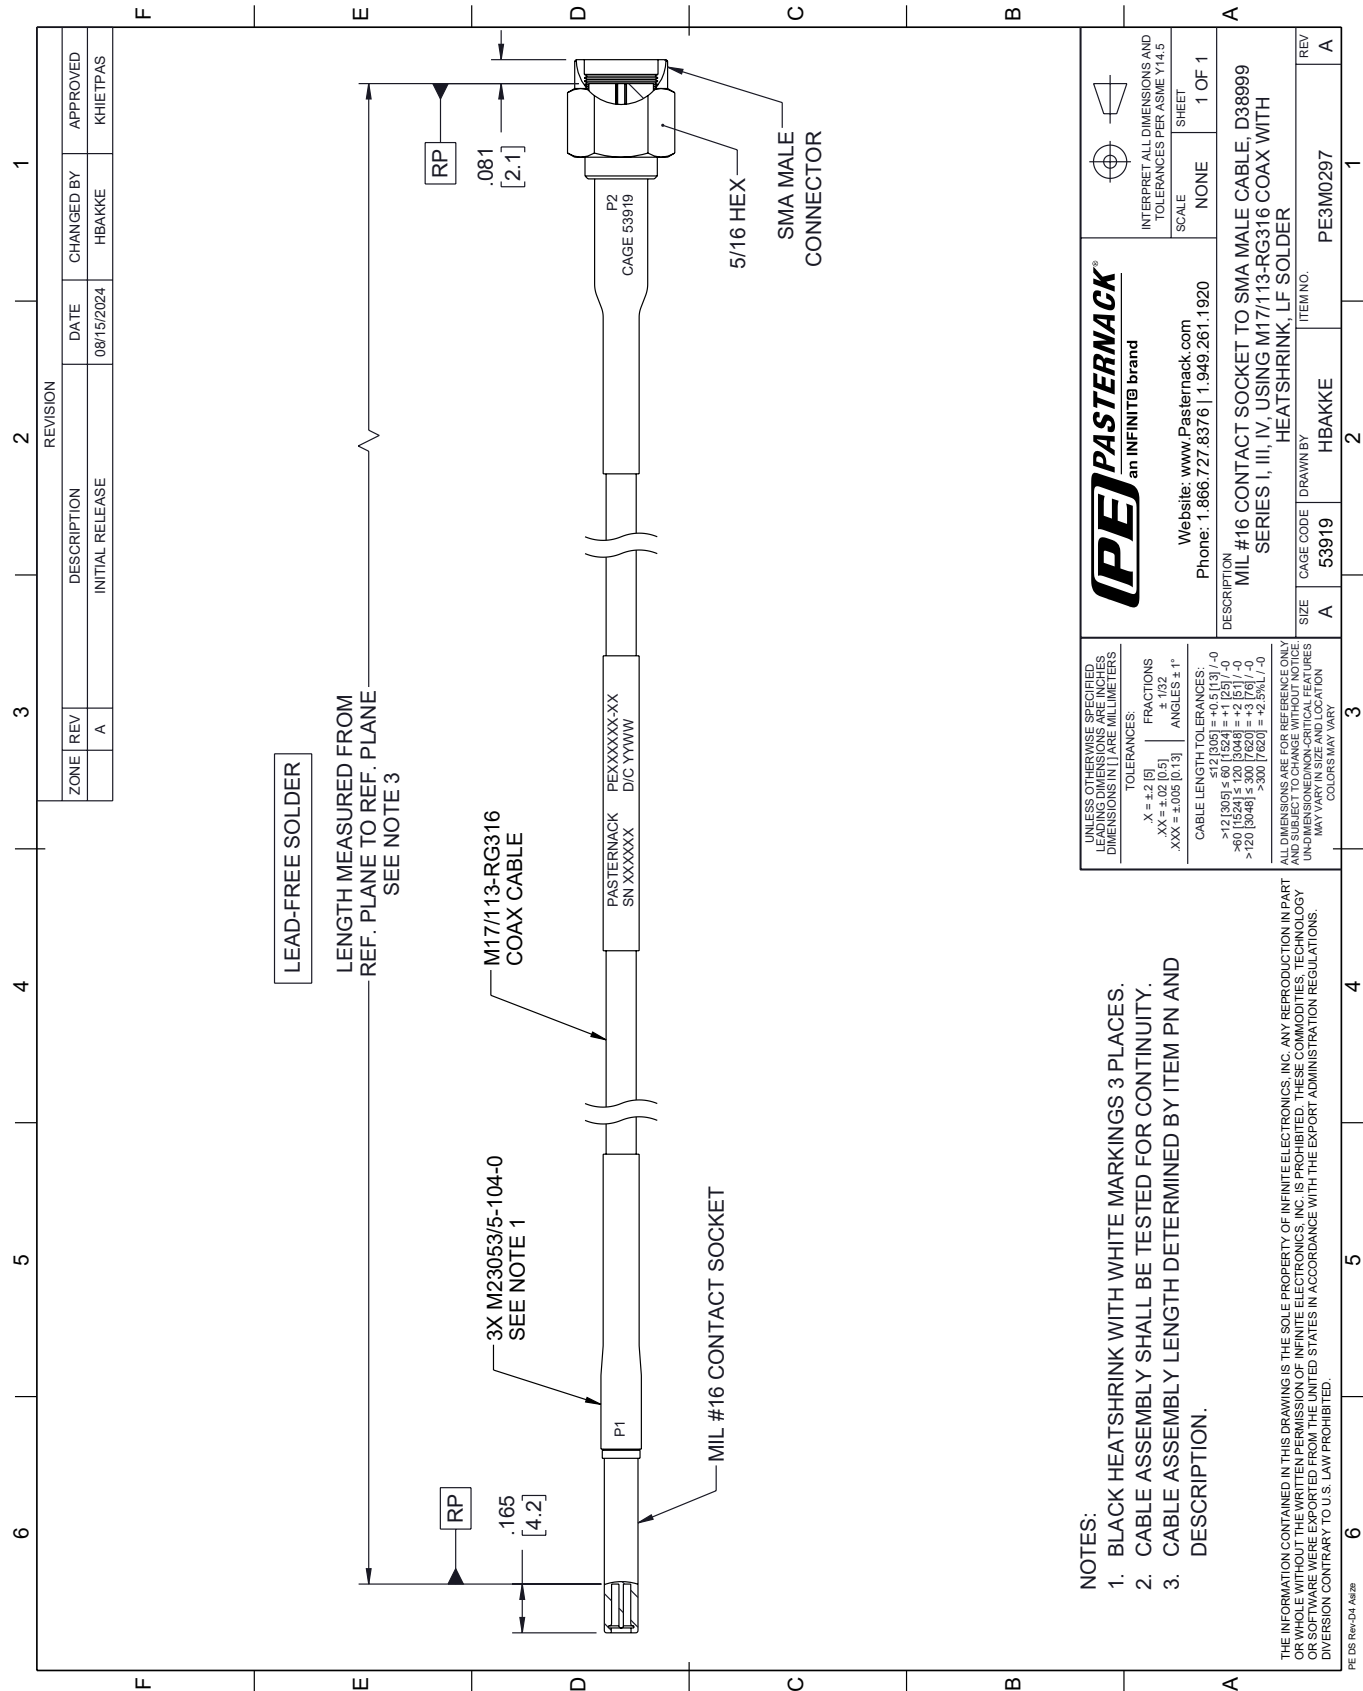 6
5
4
3
2
1
F
E
D
C
B
A
REVISION
ZONE
REV
DESCRIPTION
DATE
CHANGED BY
APPROVED
A
INITIAL RELEASE
08/15/2024
HBAKKE
KHIETPAS
LEAD-FREE SOLDER
LENGTH MEASURED FROM
REF. PLANE TO REF. PLANE
SEE NOTE 3
RP
RP
.165
[4.2]
.081
[2.1]
3X M23053/5-104-0
SEE NOTE 1
M17/113-RG316
COAX CABLE
P1
PASTERNACK PEXXXXXX-XX
SN XXXXXX D/C YYWW
P2
CAGE 53919
MIL #16 CONTACT SOCKET
5/16 HEX
SMA MALE
CONNECTOR
NOTES:
1. BLACK HEATSHRINK WITH WHITE MARKINGS 3 PLACES.
2. CABLE ASSEMBLY SHALL BE TESTED FOR CONTINUITY.
3. CABLE ASSEMBLY LENGTH DETERMINED BY ITEM PN AND
DESCRIPTION.
THE INFORMATION CONTAINED IN THIS DRAWING IS THE SOLE PROPERTY OF INFINITE ELECTRONICS, INC. ANY REPRODUCTION IN PART
OR WHOLE WITHOUT THE WRITTEN PERMISSION OF INFINITE ELECTRONICS, INC. IS PROHIBITED. THESE COMMODITIES, TECHNOLOGY
OR SOFTWARE WERE EXPORTED FROM THE UNITED STATES IN ACCORDANCE WITH THE EXPORT ADMINISTRATION REGULATIONS.
DIVERSION CONTRARY TO U.S. LAW PROHIBITED.
UNLESS OTHERWISE SPECIFIED
LEADING DIMENSIONS ARE INCHES
DIMENSIONS IN [ ] ARE MILLIMETERS
TOLERANCES:
.X = ±.2 [5]
.XX = ±.02 [0.5]
.XXX = ±.005 [0.13]
FRACTIONS
± 1/32
ANGLES ± 1°
CABLE LENGTH TOLERANCES:
≤12 [305] = +0.5 [13] / -0
>12 [305] ≤ 60 [1524] = +1 [25] / -0
>60 [1524] ≤ 120 [3048] = +2 [51] / -0
>120 [3048] ≤ 300 [7620] = +3 [76] / -0
>300 [7620] = +2.5%L / -0
ALL DIMENSIONS ARE FOR REFERENCE ONLY
AND SUBJECT TO CHANGE WITHOUT NOTICE.
UN-DIMENSIONED/NON-CRITICAL FEATURES
MAY VARY IN SIZE AND LOCATION
COLORS MAY VARY
PE PASTERNACK®
an INFINIT@ brand
Website: www.Pasternack.com
Phone: 1.866.727.8376 | 1.949.261.1920
INTERPRET ALL DIMENSIONS AND
TOLERANCES PER ASME Y14.5
SCALE
NONE
SHEET
1 OF 1
DESCRIPTION
MIL #16 CONTACT SOCKET TO SMA MALE CABLE, D38999
SERIES I, III, IV, USING M17/113-RG316 COAX WITH
HEATSHRINK, LF SOLDER
SIZE
A
CAGE CODE
53919
DRAWN BY
HBAKKE
ITEM NO.
PE3M0297
REV
A
F
E
D
C
B
A
6
5
4
3
2
1
PE DS Rev-D4 Asize